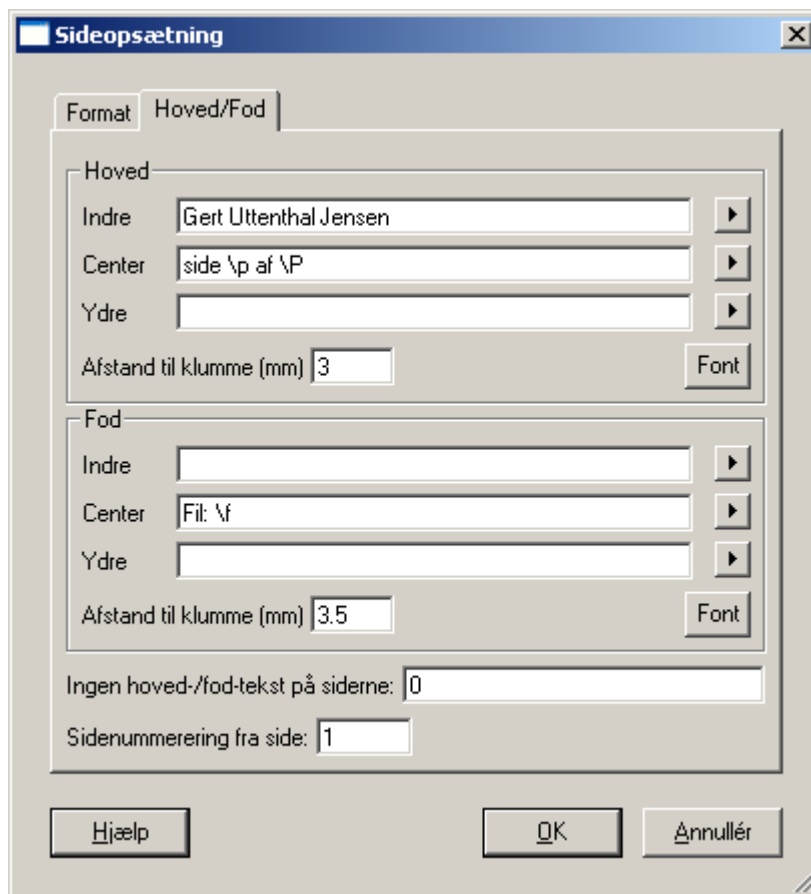 Sideopsætning
Format Hoved/Fod
Hoved
Indre Gert Uttenthal Jensen
Center side \p af \P
Ydre
Afstand til klumme (mm) 3 Font
Fod
Indre
Center Fil: \f
Ydre
Afstand til klumme (mm) 3.5 Font
Ingen hoved-/fod-tekst på siderne: 0
Sidenummerering fra side: 1
Hjælp OK Annullér